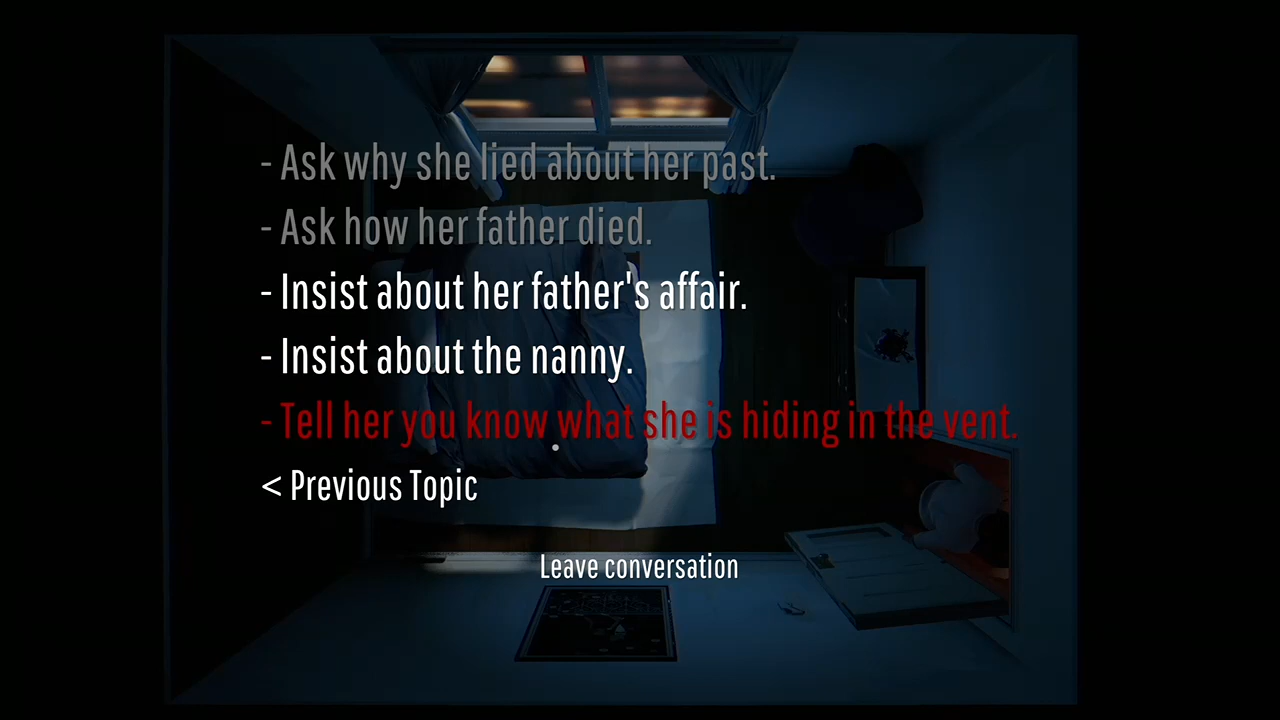 - Ask why she lied about her past.
- Ask how her father died.
- Insist about her father's affair.
- Insist about the nanny.
- Tell her you know what she is hiding in the vent.
< Previous Topic
Leave conversation